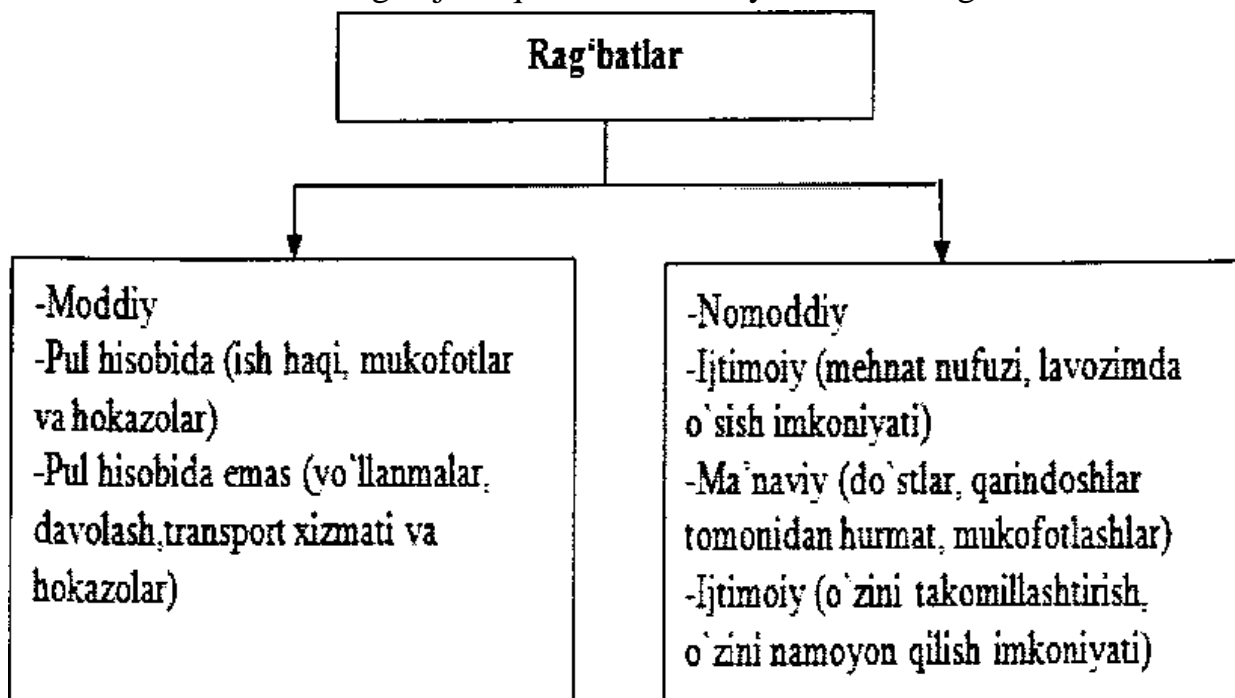 Rag‘batlar
-Moddiy
-Pul hisobida (ish haqi, mukofotlar
va hokazolar)
-Pul hisobida emas (yo`llanmalar,
davolash,transport xizmati va
hokazolar)
-Nomoddiy
-Ijtimoiy (mehnat nufuzi, lavozimda
o`sish imkoniyati)
-Ma`naviy (do`stlar, qarindoshlar
tomonidan hurmat, mukofotlashlar)
-Ijtimoiy (o`zini takomillashtirish,
o`zini namoyon qilish imkoniyati)